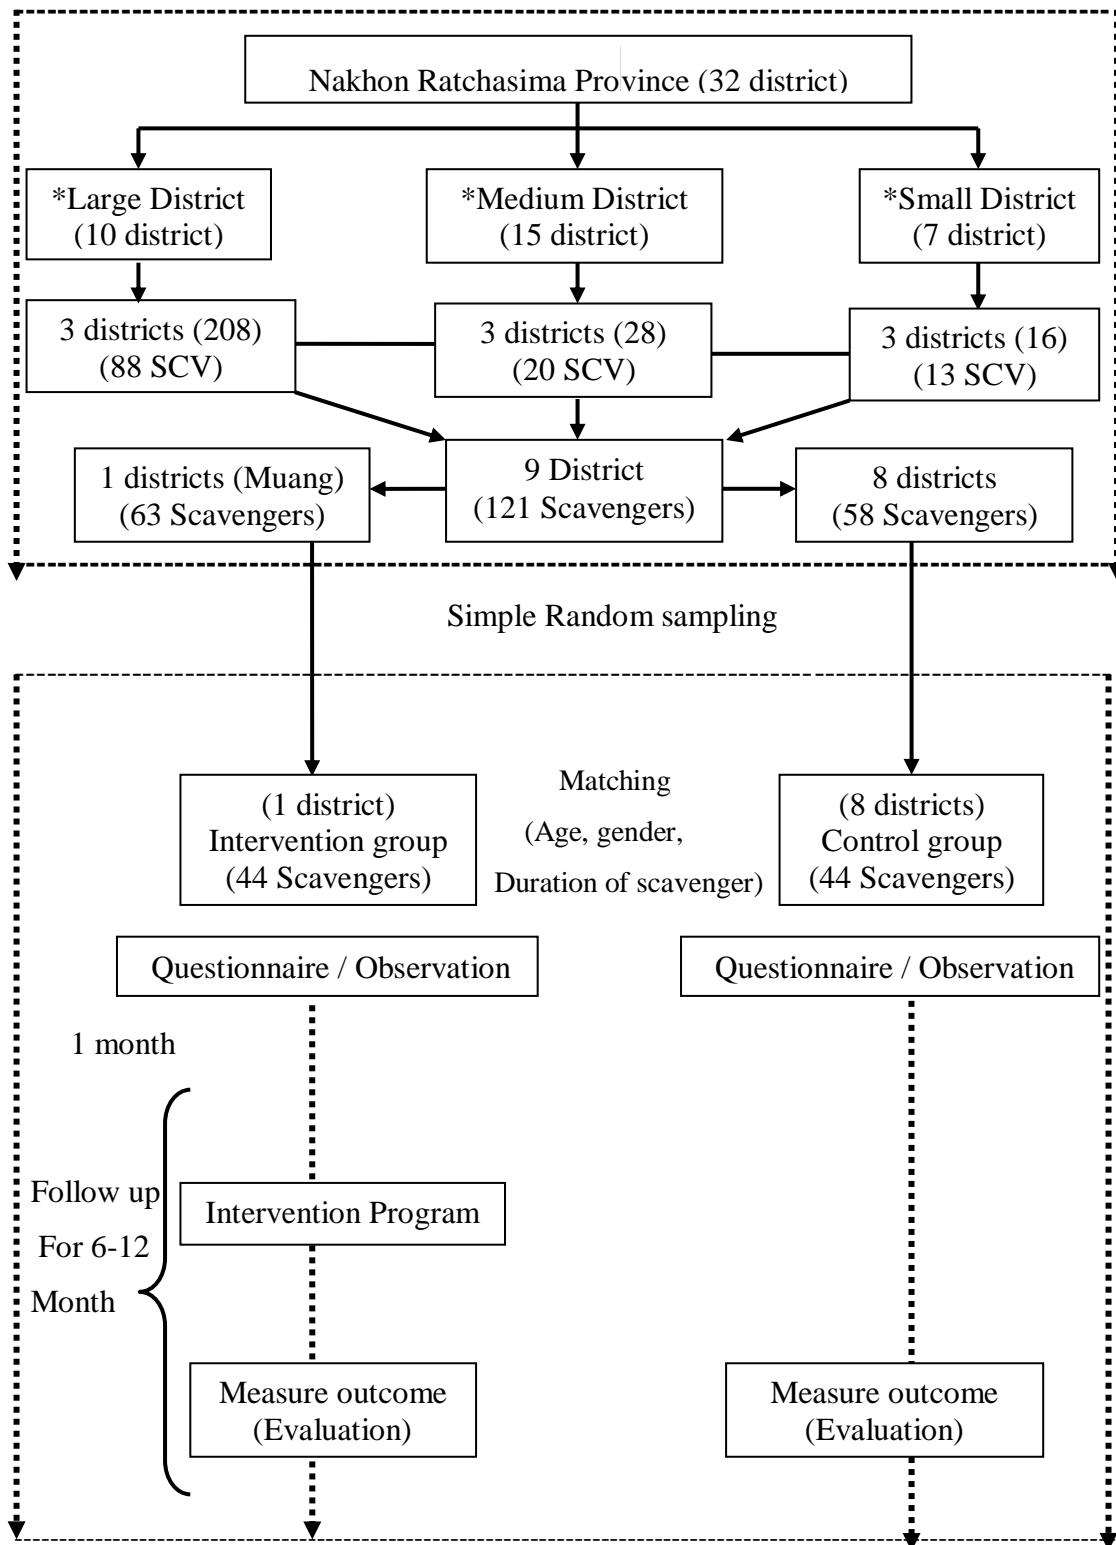 Nakhon Ratchasima Province (32 district)
*Large District
(10 district)
*Medium District
(15 district)
*Small District
(7 district)
3 districts (208)
(88 SCV)
3 districts (28)
(20 SCV)
3 districts (16)
(13 SCV)
1 districts (Muang)
(63 Scavengers)
9 District
(121 Scavengers)
8 districts
(58 Scavengers)
Simple Random sampling
(1 district)
Intervention group
(44 Scavengers)
Matching
(Age, gender,
Duration of scavenger)
(8 districts)
Control group
(44 Scavengers)
Questionnaire / Observation
Questionnaire / Observation
1 month
Follow up
For 6-12
Month
Intervention Program
Measure outcome
(Evaluation)
Measure outcome
(Evaluation)